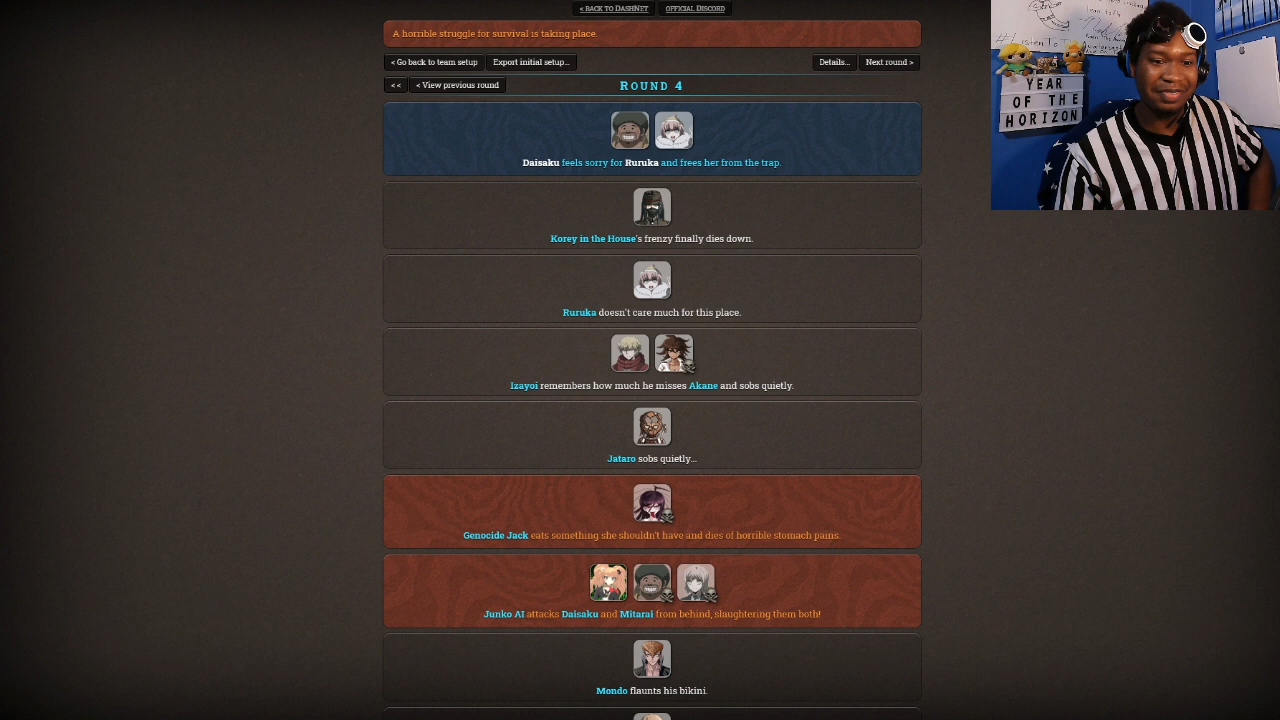 < BACK TO DASHNET
OFFICIAL DISCORD
A horrible struggle for survival is taking place.
< Go back to team setup
Export initial setup...
Details...
Next round >
< <
< View previous round
ROUND 4
Daisaku feels sorry for Ruruka and frees her from the trap.
Korey in the House's frenzy finally dies down.
Ruruka doesn't care much for this place.
Izayoi remembers how much he misses Akane and sobs quietly.
Jataro sobs quietly...
Genocide Jack eats something she shouldn't have and dies of horrible stomach pains.
Junko AI attacks Daisaku and Mitarai from behind, slaughtering them both!
Mondo flaunts his bikini.
YEAR
OF THE
HORIZON